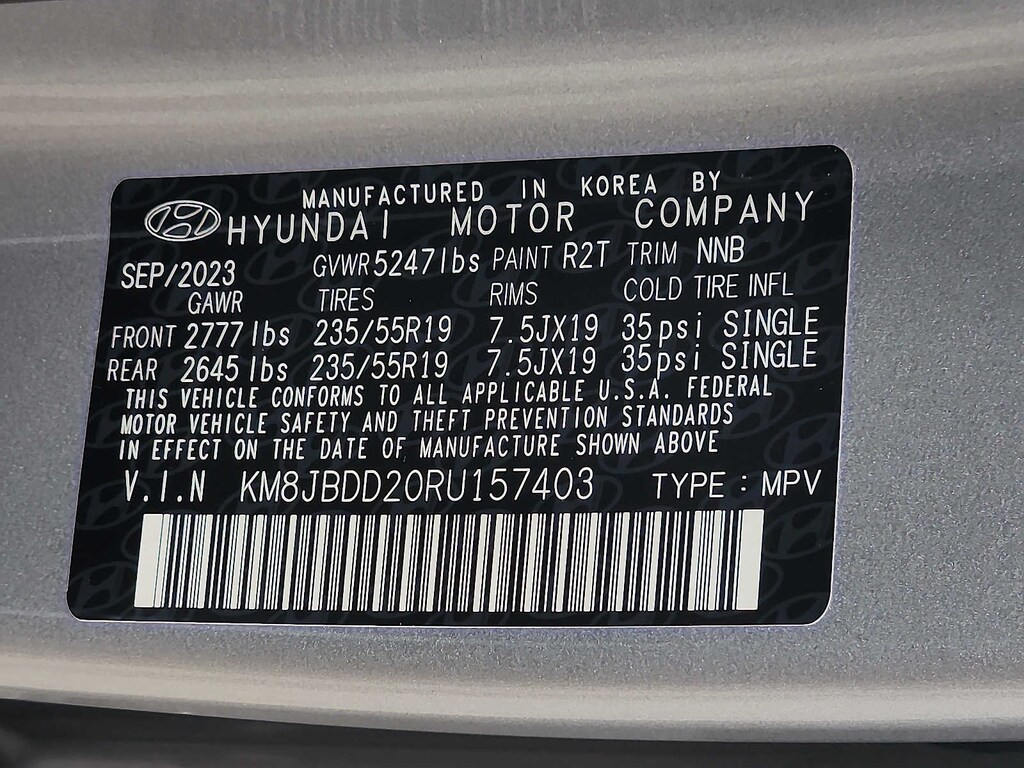 MANUFACTURED IN KOREA BY
HYUNDAI MOTOR COMPANY
SEP/2023 GVWR 5247lbs PAINT R2T TRIM NNB
GAWR TIRES RIMS COLD TIRE INFL
FRONT 2777lbs 235/55R19 7.5JX19 35psi SINGLE
REAR 2645lbs 235/55R19 7.5JX19 35psi SINGLE
THIS VEHICLE CONFORMS TO ALL APPLICABLE U.S.A. FEDERAL
MOTOR VEHICLE SAFETY AND THEFT PREVENTION STANDARDS
IN EFFECT ON THE DATE OF MANUFACTURE SHOWN ABOVE
V.I.N KM8JBDD20RU157403 TYPE : MPV